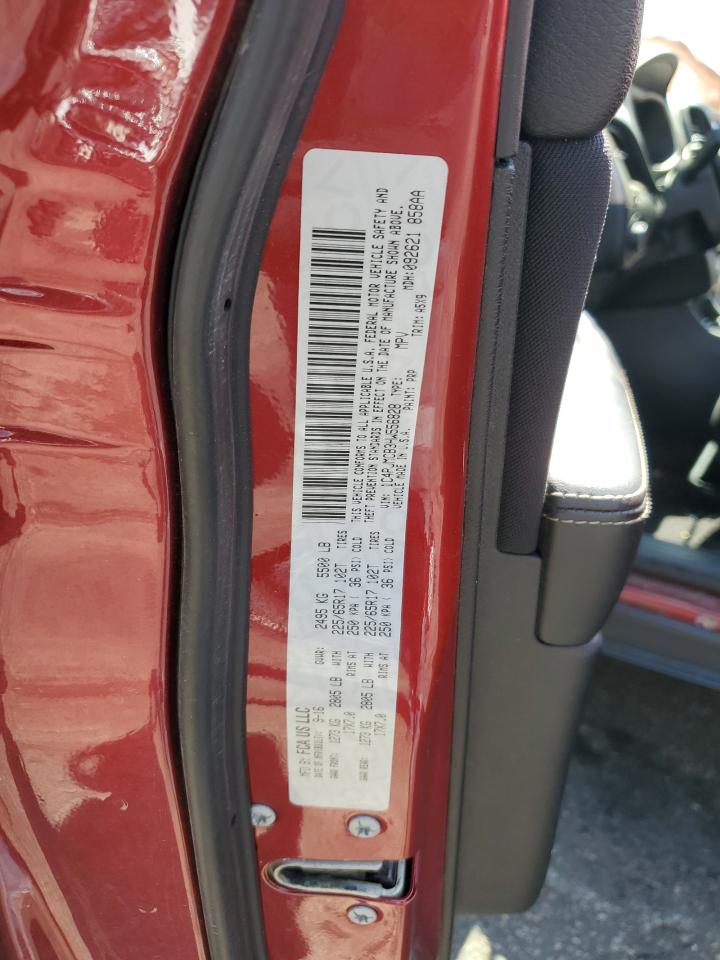 MFD BY: FCA US LLC
DATE OF MFR: 9-16 GVWR: 2495 KG 5500 LB
GAWR FRONT: 1273 KG 2805 LB WITH 225/65R17 102T TIRES
17X7.0 RIMS AT 250 KPA ( 36 PSI) COLD
GAWR REAR: 1273 KG 2805 LB WITH 225/65R17 102T TIRES
17X7.0 RIMS AT 250 KPA ( 36 PSI) COLD
THIS VEHICLE CONFORMS TO ALL APPLICABLE U.S.A. FEDERAL MOTOR VEHICLE SAFETY AND
THEFT PREVENTION STANDARDS IN EFFECT ON THE DATE OF MANUFACTURE SHOWN ABOVE.
VIN: 1C4PJMCB3HW556828 TYPE: MPV MDH:092621 858AA
VEHICLE MADE IN U.S.A. PAINT: PRP TRIM: A5X9